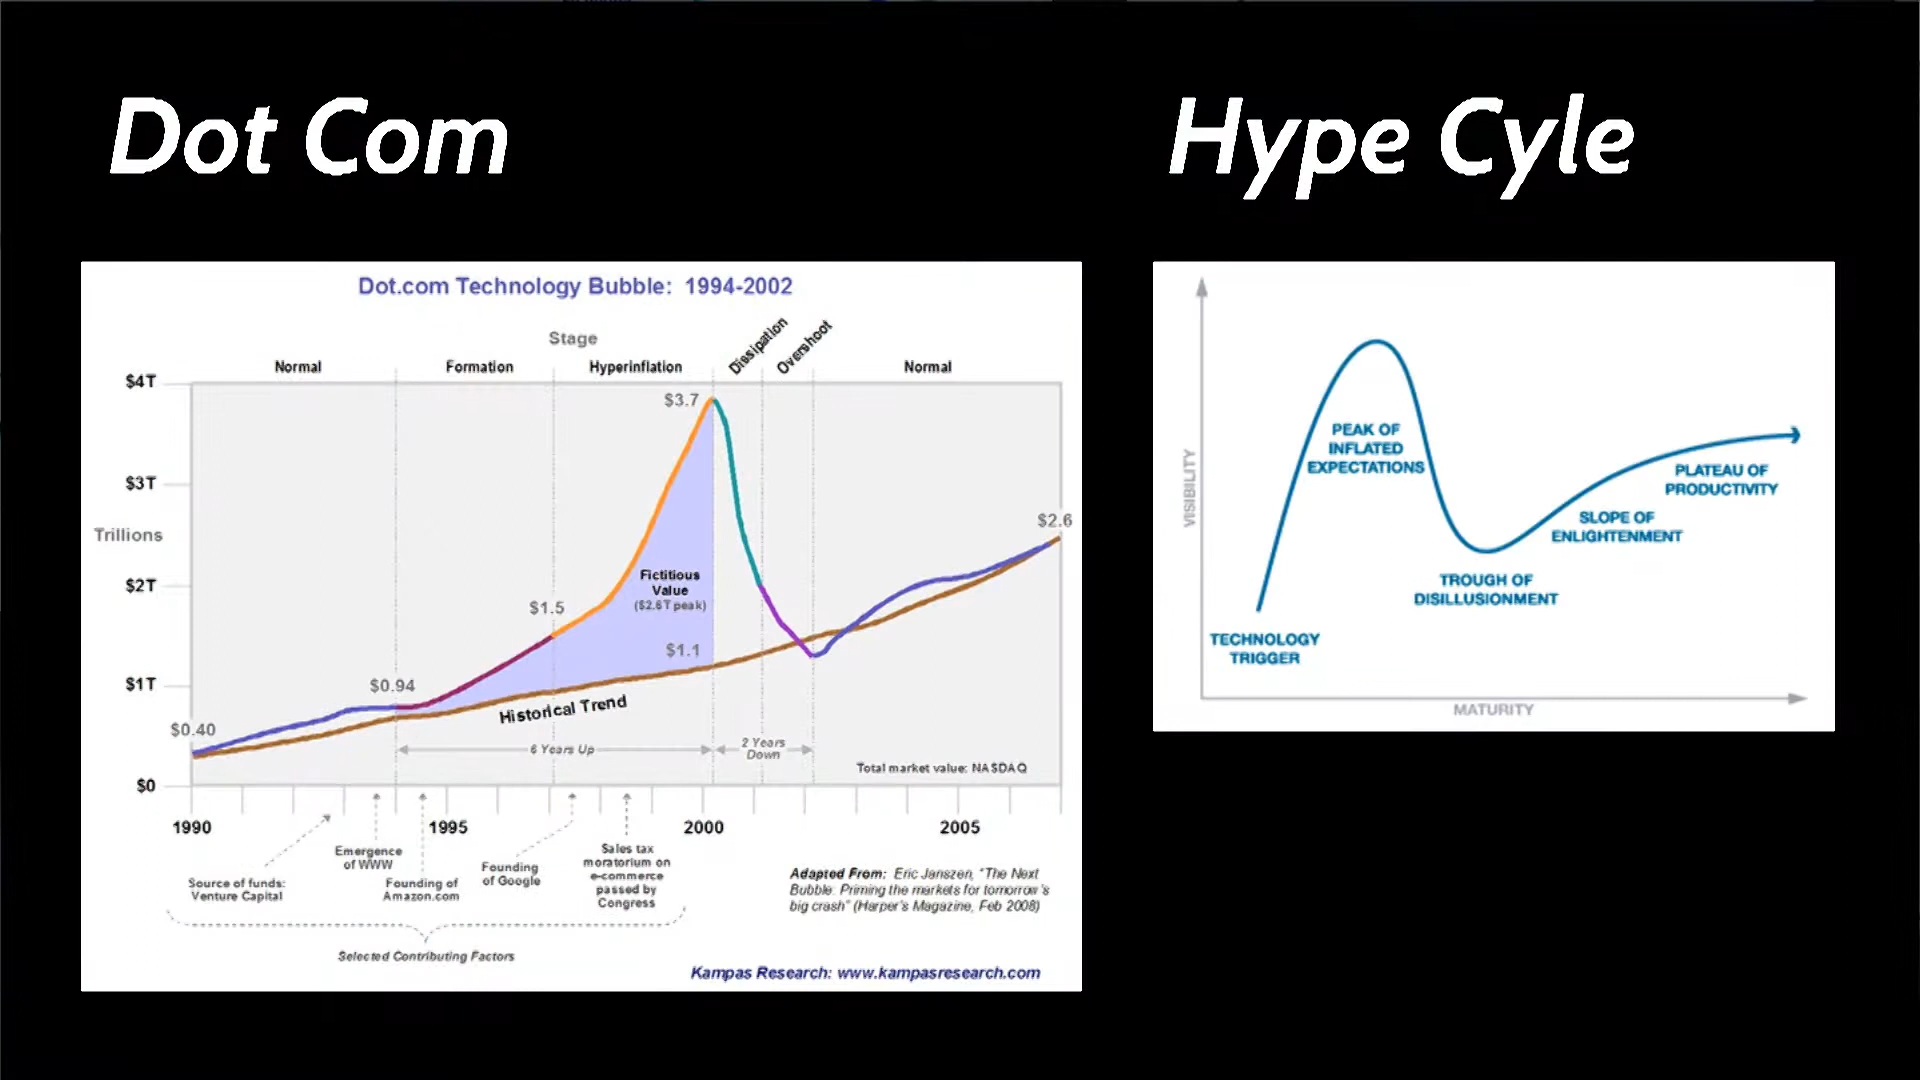 Dot Com
Hype Cyle
Dot.com Technology Bubble: 1994-2002
Stage
Normal
Formation
Hyperinflation
Dissipation
Overshoot
Normal
$4T
$3T
Trillions
$2T
$1T
$0
$0.40
$0.94
$1.5
$3.7
$1.1
$2.6
Fictitious
Value
($2.6T peak)
Historical Trend
6 Years Up
2 Years
Down
Total market value: NASDAQ
1990
1995
2000
2005
Source of funds:
Venture Capital
Emergence
of WWW
Founding of
Amazon.com
Founding
of Google
Sales tax
moratorium on
e-commerce
passed by
Congress
Selected Contributing Factors
Adapted From: Eric Janszen, "The Next
Bubble: Priming the markets for tomorrow's
big crash" (Harper's Magazine, Feb 2008)
Kampas Research: www.kampasresearch.com
VISIBILITY
PEAK OF
INFLATED
EXPECTATIONS
PLATEAU OF
PRODUCTIVITY
SLOPE OF
ENLIGHTENMENT
TROUGH OF
DISILLUSIONMENT
TECHNOLOGY
TRIGGER
MATURITY